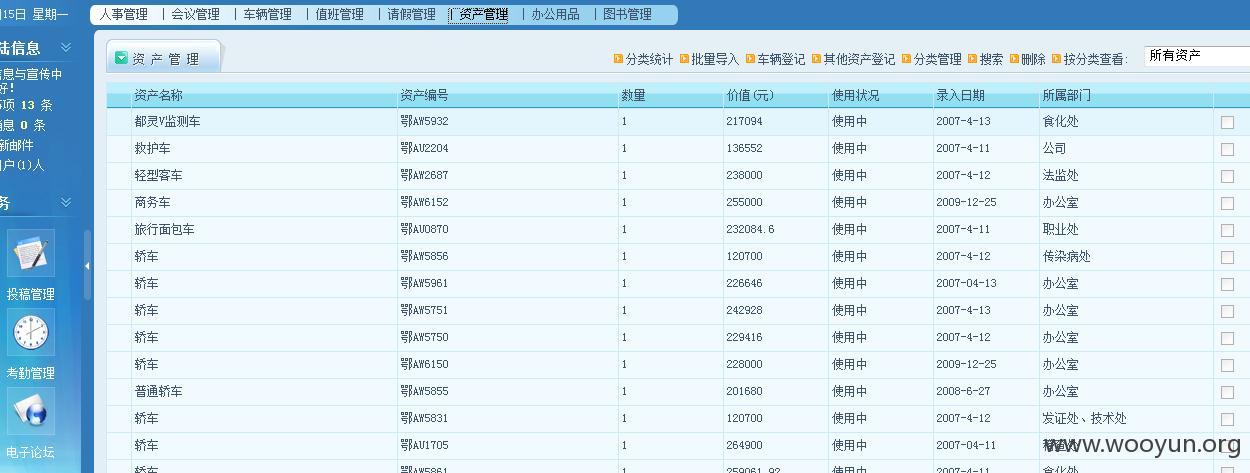 月15日 星期一
人事管理 | 会议管理 | 车辆管理 | 值班管理 | 请假管理 | 资产管理 | 办公用品 | 图书管理
陆信息
息与宣传中
好!
项 13 条
息 0 条
新邮件
户(1)人
务
投稿管理
考勤管理
电子论坛
资产管理
分类统计 批量导入 车辆登记 其他资产登记 分类管理 搜索 删除 按分类查看: 所有资产
资产名称 资产编号 数量 价值(元) 使用状况 录入日期 所属部门
都灵V监测车 鄂AW5932 1 217094 使用中 2007-4-13 食化处
救护车 鄂AU2204 1 136552 使用中 2007-4-11 公司
轻型客车 鄂AW2687 1 238000 使用中 2007-4-12 法监处
商务车 鄂AW6152 1 255000 使用中 2009-12-25 办公室
旅行面包车 鄂AU0870 1 232084.6 使用中 2007-4-11 职业处
轿车 鄂AW5856 1 120700 使用中 2007-4-12 传染病处
轿车 鄂AW5961 1 226646 使用中 2007-04-13 办公室
轿车 鄂AW5751 1 242928 使用中 2007-4-13 办公室
轿车 鄂AW5750 1 229416 使用中 2007-4-12 办公室
轿车 鄂AW6150 1 228000 使用中 2009-12-25 办公室
普通轿车 鄂AW5855 1 201680 使用中 2008-6-27 办公室
轿车 鄂AW5831 1 120700 使用中 2007-4-12 发证处、技术处
轿车 鄂AU1705 1 264900 使用中 2007-04-11
www.wooyun.org
轿车 鄂AW5861 1 259061.92 使用中 2007-4-11 食化处